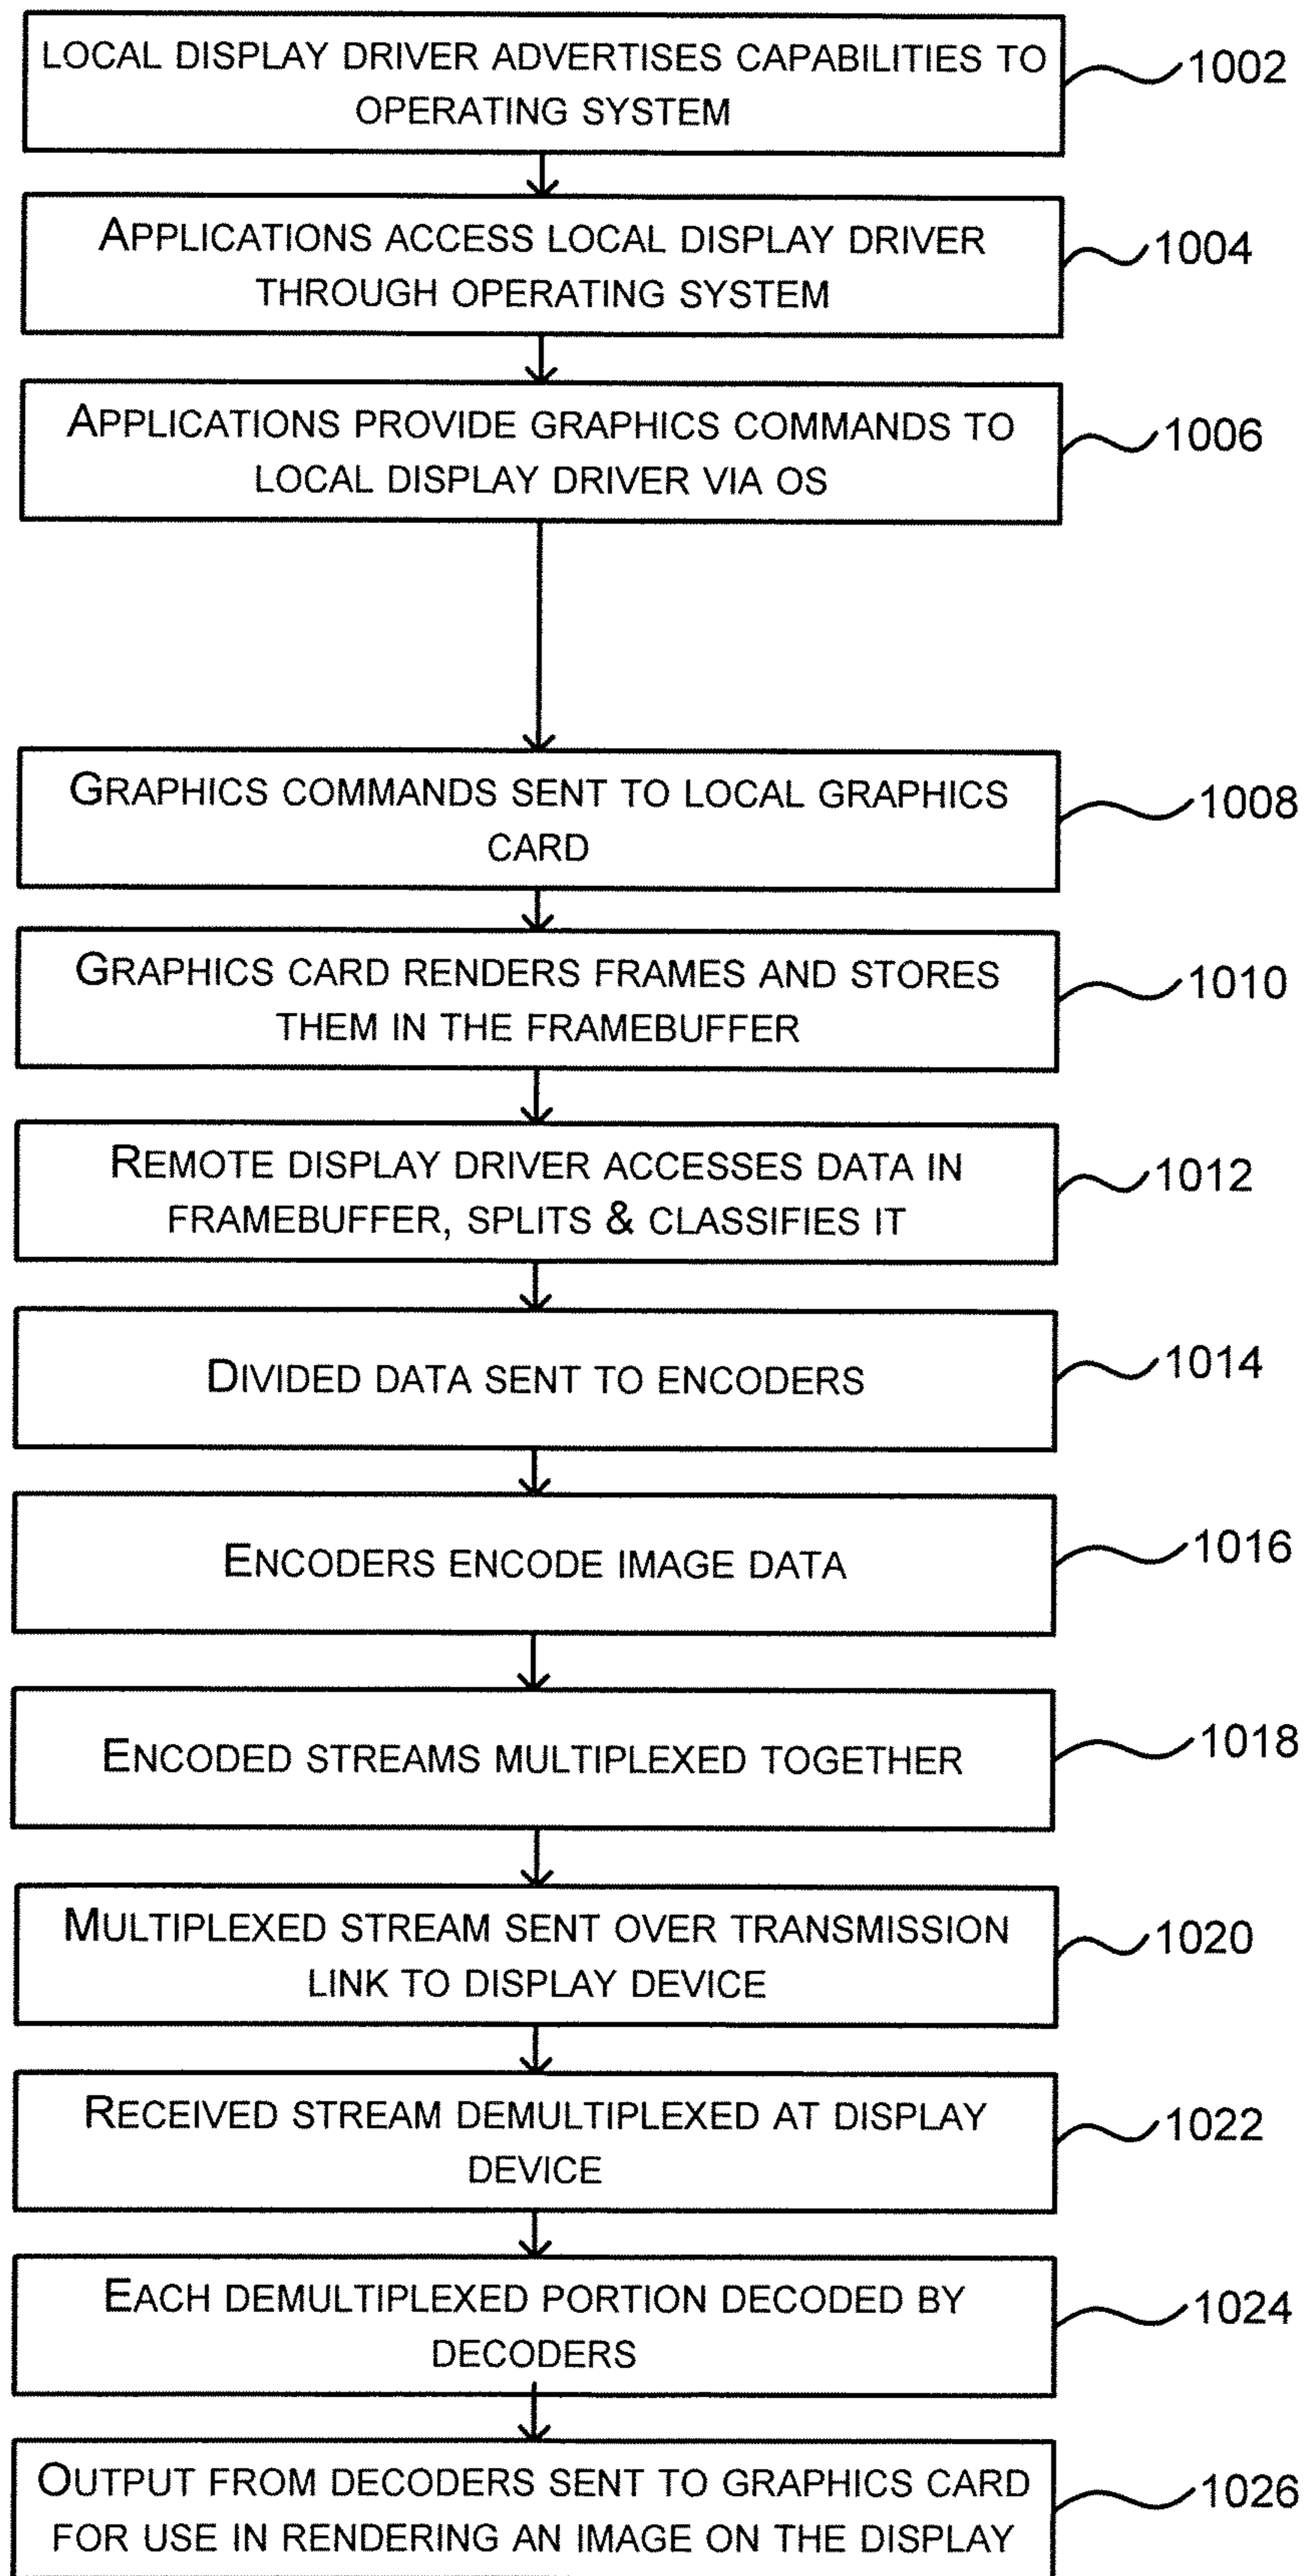 LOCAL DISPLAY DRIVER ADVERTISES CAPABILITIES TO
OPERATING SYSTEM
1002
APPLICATIONS ACCESS LOCAL DISPLAY DRIVER
THROUGH OPERATING SYSTEM
1004
APPLICATIONS PROVIDE GRAPHICS COMMANDS TO
LOCAL DISPLAY DRIVER VIA OS
1006
GRAPHICS COMMANDS SENT TO LOCAL GRAPHICS
CARD
1008
GRAPHICS CARD RENDERS FRAMES AND STORES
THEM IN THE FRAMEBUFFER
1010
REMOTE DISPLAY DRIVER ACCESSES DATA IN
FRAMEBUFFER, SPLITS & CLASSIFIES IT
1012
DIVIDED DATA SENT TO ENCODERS
1014
ENCODERS ENCODE IMAGE DATA
1016
ENCODED STREAMS MULTIPLEXED TOGETHER
1018
MULTIPLEXED STREAM SENT OVER TRANSMISSION
LINK TO DISPLAY DEVICE
1020
RECEIVED STREAM DEMULTIPLEXED AT DISPLAY
DEVICE
1022
EACH DEMULTIPLEXED PORTION DECODED BY
DECODERS
1024
OUTPUT FROM DECODERS SENT TO GRAPHICS CARD
FOR USE IN RENDERING AN IMAGE ON THE DISPLAY
1026